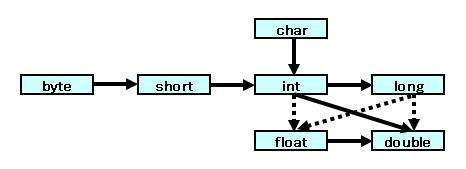 char
byte
short
int
long
float
double